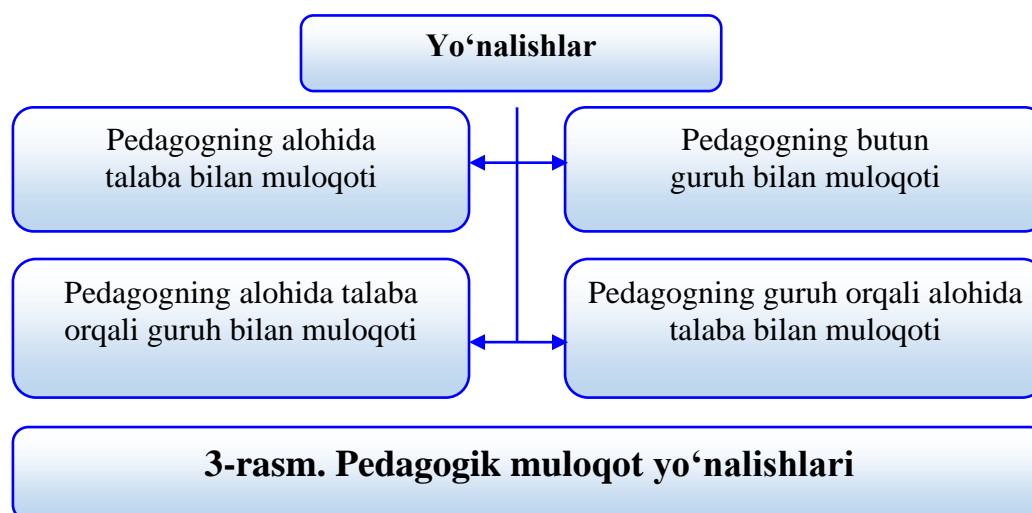 Yo‘nalishlar
Pedagogning alohida
talaba bilan muloqoti
Pedagogning butun
guruh bilan muloqoti
Pedagogning alohida talaba
orqali guruh bilan muloqoti
Pedagogning guruh orqali alohida
talaba bilan muloqoti
3-rasm. Pedagogik muloqot yo‘nalishlari